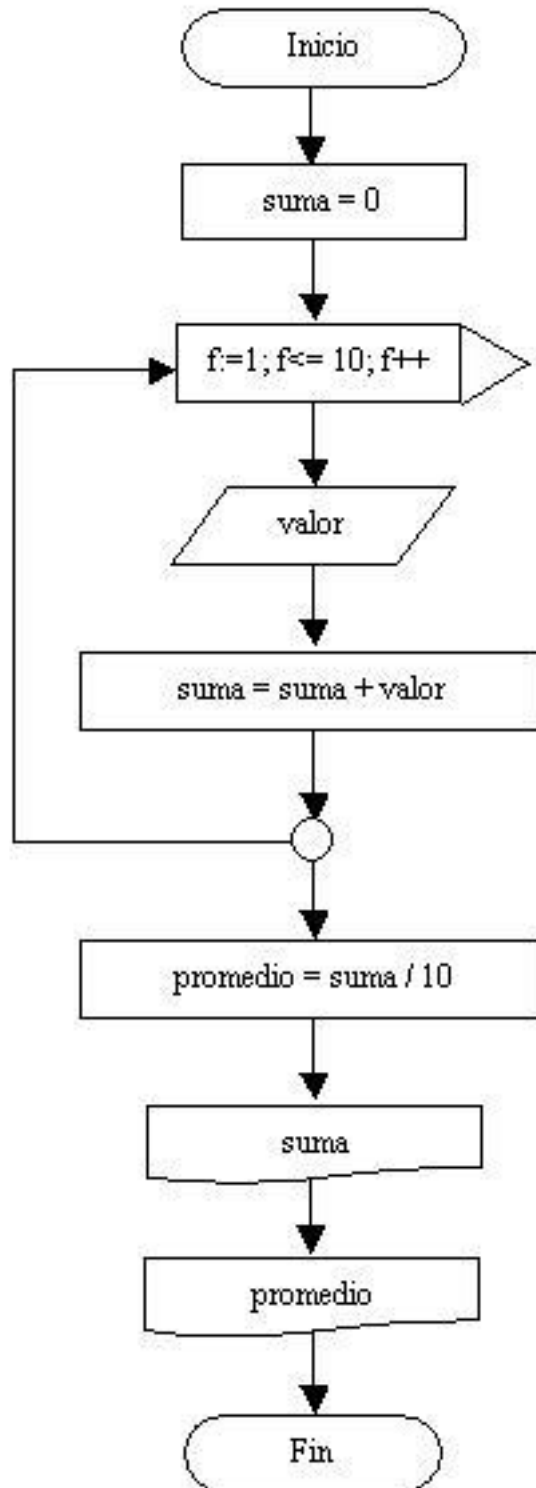 Inicio
suma = 0
f:=1; f<= 10; f++
valor
suma = suma + valor
promedio = suma / 10
suma
promedio
Fin